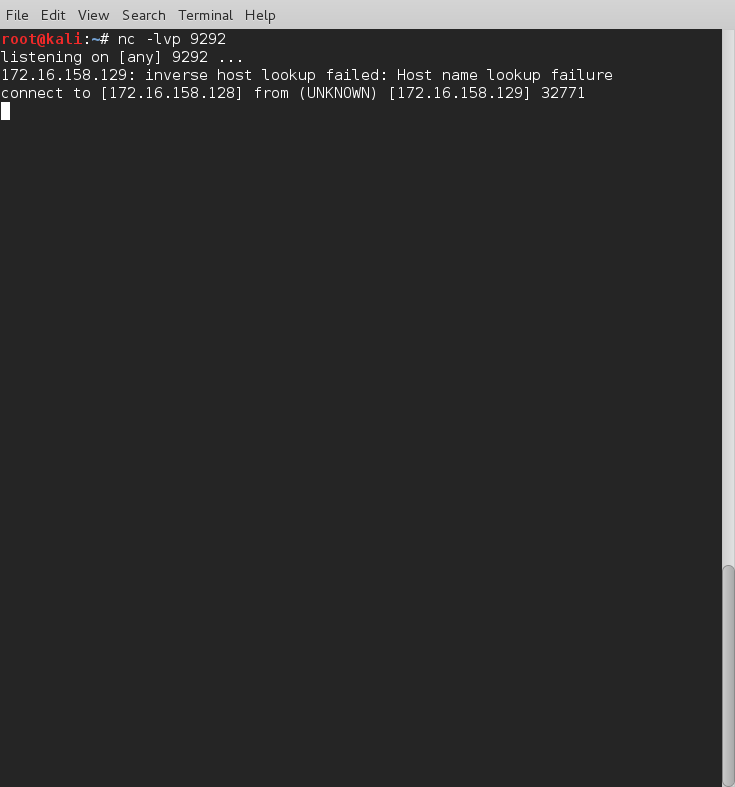 File Edit View Search Terminal Help
root@kali:~# nc -lvp 9292
listening on [any] 9292 ...
172.16.158.129: inverse host lookup failed: Host name lookup failure
connect to [172.16.158.128] from (UNKNOWN) [172.16.158.129] 32771